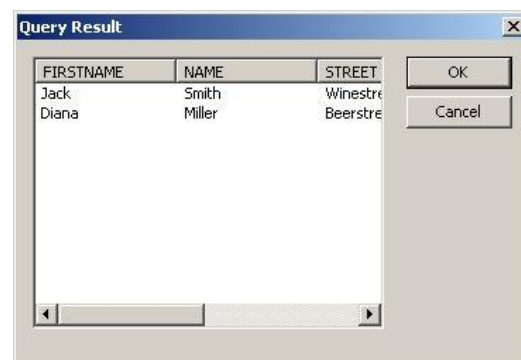 Query Result
FIRSTNAME NAME STREET OK
Jack Smith Winestre
Diana Miller Beerstre Cancel